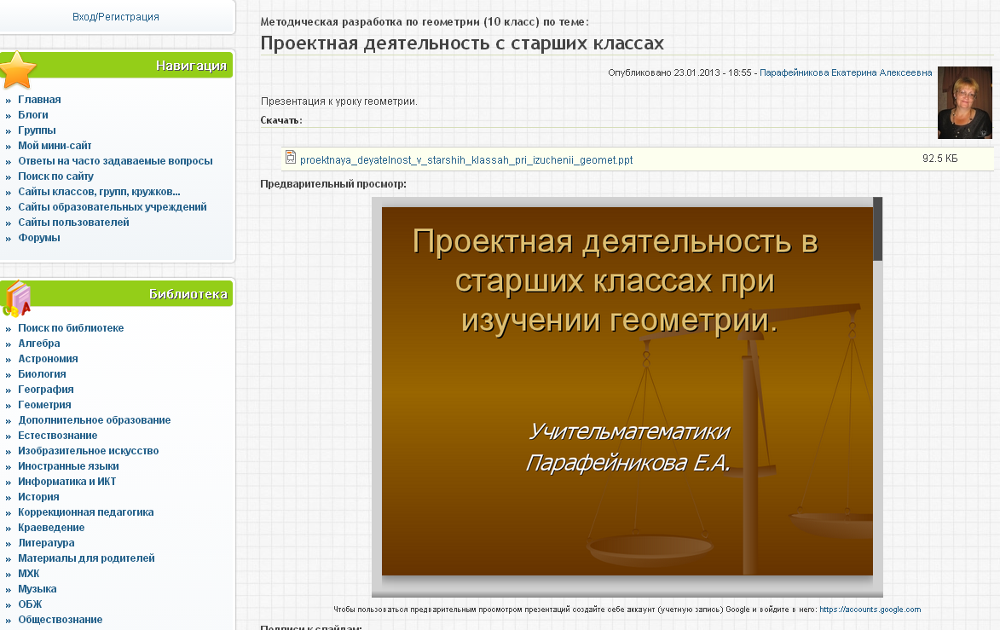 Вход/Регистрация
Навигация
Главная
Блоги
Группы
Мой мини-сайт
Ответы на часто задаваемые вопросы
Поиск по сайту
Сайты классов, групп, кружков...
Сайты образовательных учреждений
Сайты пользователей
Форумы
Библиотека
Поиск по библиотеке
Алгебра
Астрономия
Биология
География
Геометрия
Дополнительное образование
Естествознание
Изобразительное искусство
Иностранные языки
Информатика и ИКТ
История
Коррекционная педагогика
Краеведение
Литература
Материалы для родителей
МХК
Музыка
ОБЖ
Обществознание
Методическая разработка по геометрии (10 класс) по теме:
Проектная деятельность с старших классах
Опубликовано 23.01.2013 - 18:55 - Парафейникова Екатерина Алексеевна
Презентация к уроку геометрии.
Скачать:
proektnaya_deyatelnost_v_starshih_klassah_pri_izuchenii_geomet.ppt 92.5 КБ
Предварительный просмотр:
Проектная деятельность в
старших классах при
изучении геометрии.
Учительматематики
Парафейникова Е.А.
Чтобы пользоваться предварительным просмотром презентаций создайте себе аккаунт (учетную запись) Google и войдите в него: https://accounts.google.com
Подписи к слайдам: